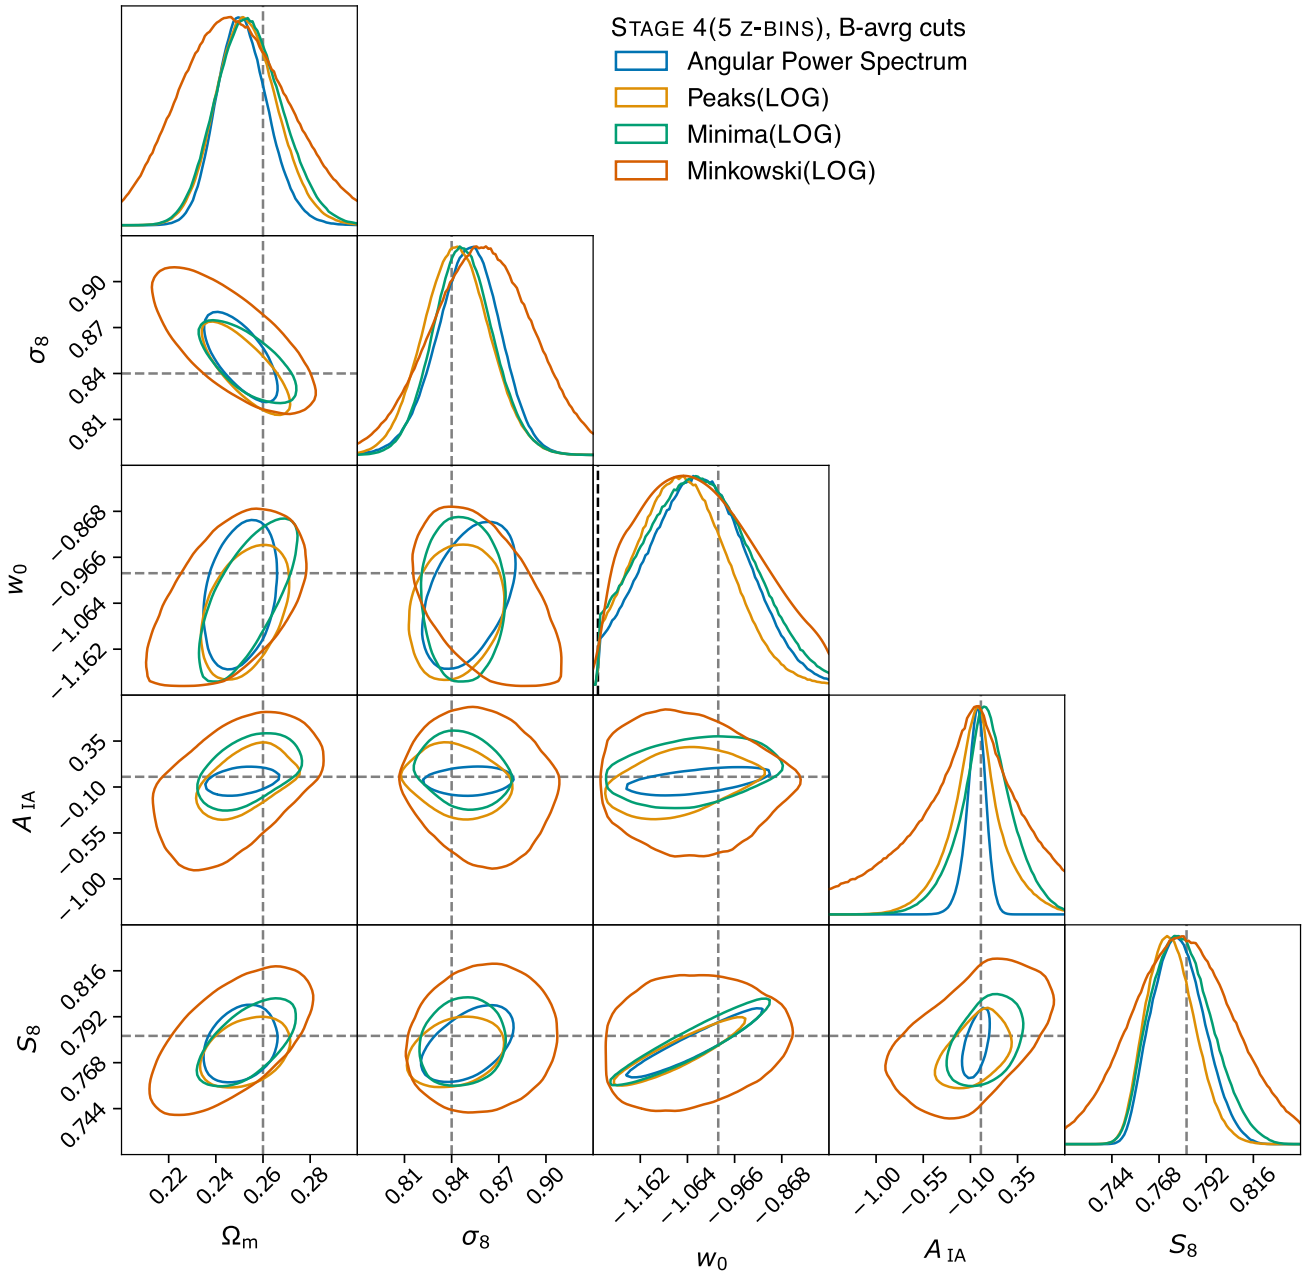 STAGE 4(5 Z-BINS), B-avrg cuts
Angular Power Spectrum
Peaks(LOG)
Minima(LOG)
Minkowski(LOG)
0.90
0.87
0.84
0.81
σ8
−0.868
−0.966
−1.064
−1.162
w0
0.35
−0.10
−0.55
−1.00
A IA
0.816
0.792
0.768
0.744
S8
0.22 0.24 0.26 0.28
Ωm
0.81 0.84 0.87 0.90
σ8
−1.162 −1.064 −0.966 −0.868
w0
−1.00 −0.55 −0.10 0.35
A IA
0.744 0.768 0.792 0.816
S8